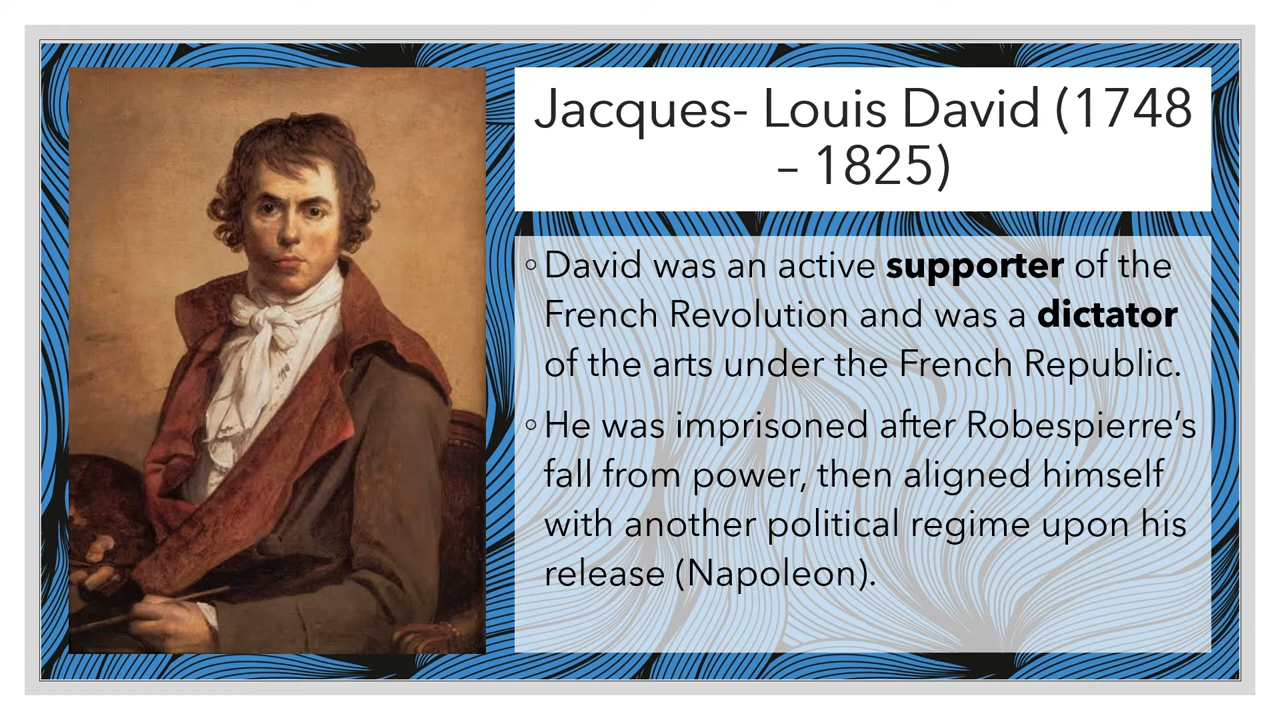 Jacques- Louis David (1748
– 1825)
◦David was an active supporter of the
French Revolution and was a dictator
of the arts under the French Republic.
◦He was imprisoned after Robespierre’s
fall from power, then aligned himself
with another political regime upon his
release (Napoleon).